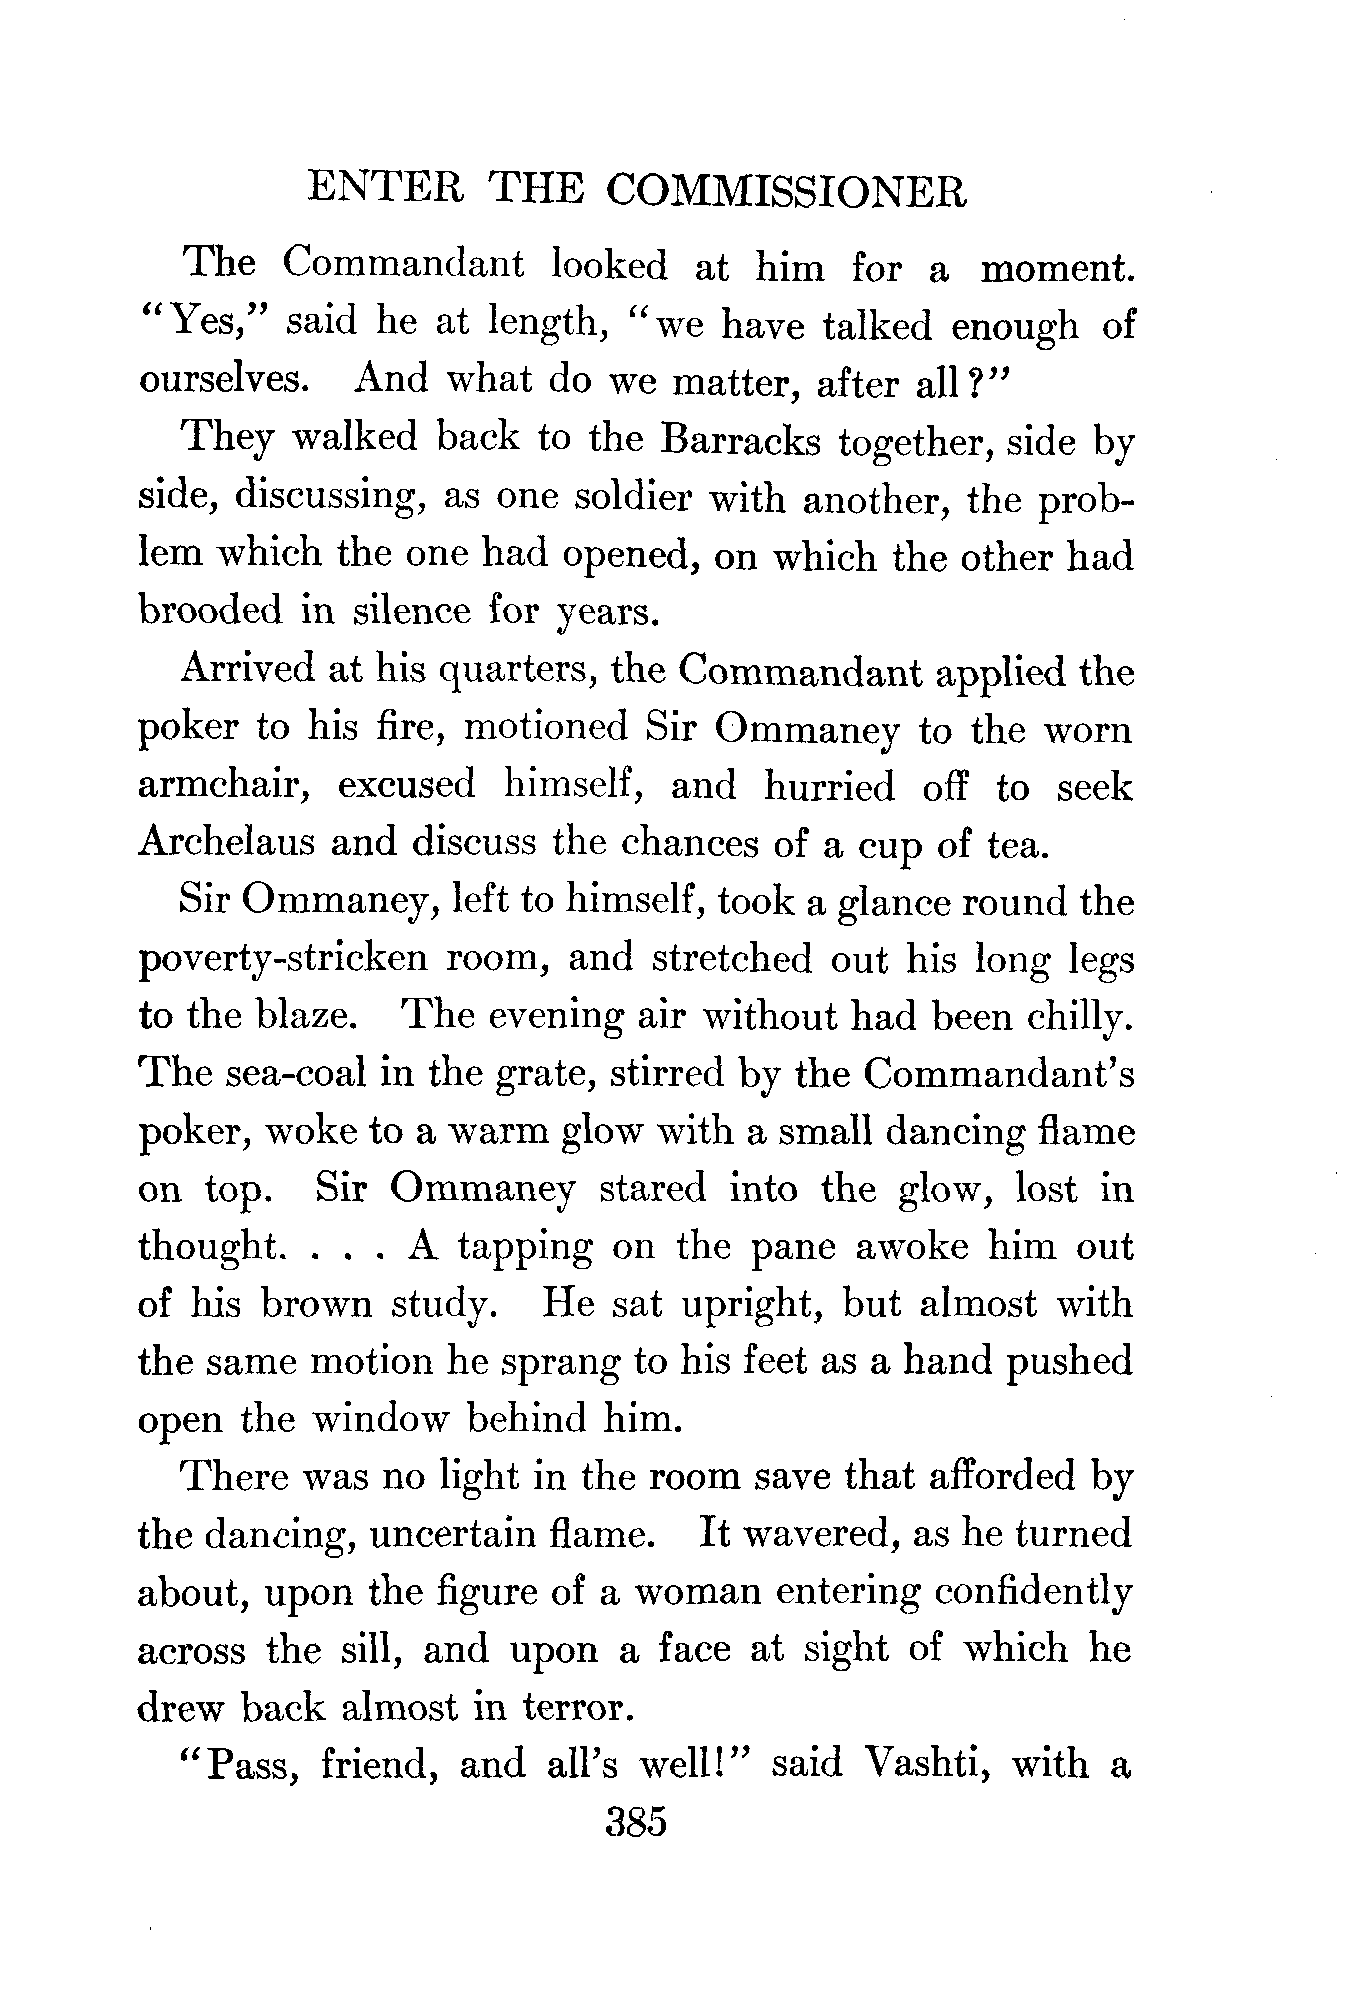 ENTER THE COMMISSIONER
The Commandant looked at him for a moment.
"Yes," said he at length, "we have talked enough of
ourselves. And what do we matter, after all?"
They walked back to the Barracks together, side by
side, discussing, as one soldier with another, the prob-
lem which the one had opened, on which the other had
brooded in silence for years.
Arrived at his quarters, the Commandant applied the
poker to his fire, motioned Sir Ommaney to the worn
armchair, excused himself, and hurried off to seek
Archelaus and discuss the chances of a cup of tea.
Sir Ommaney, left to himself, took a glance round the
poverty-stricken room, and stretched out his long legs
to the blaze. The evening air without had been chilly.
The sea-coal in the grate, stirred by the Commandant's
poker, woke to a warm glow with a small dancing flame
on top. Sir Ommaney stared into the glow, lost in
thought. . . . A tapping on the pane awoke him out
of his brown study. He sat upright, but almost with
the same motion he sprang to his feet as a hand pushed
open the window behind him.
There was no light in the room save that afforded by
the dancing, uncertain flame. It wavered, as he turned
about, upon the figure of a woman entering confidently
across the sill, and upon a face at sight of which he
drew back almost in terror.
"Pass, friend, and all's well!" said Vashti, with a
385